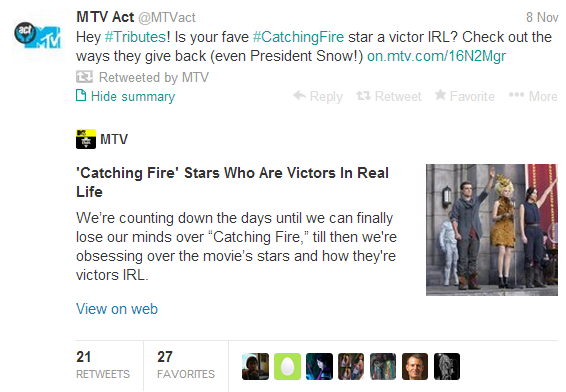 MTV Act @MTVact 8 Nov
Hey #Tributes! Is your fave #CatchingFire star a victor IRL? Check out the
ways they give back (even President Snow!) on.mtv.com/16N2Mgr
Retweeted by MTV
Hide summary Reply Retweet Favorite More
MTV
'Catching Fire' Stars Who Are Victors In Real
Life
We're counting down the days until we can finally
lose our minds over “Catching Fire,” till then we're
obsessing over the movie's stars and how they're
victors IRL.
View on web
21 27
RETWEETS FAVORITES